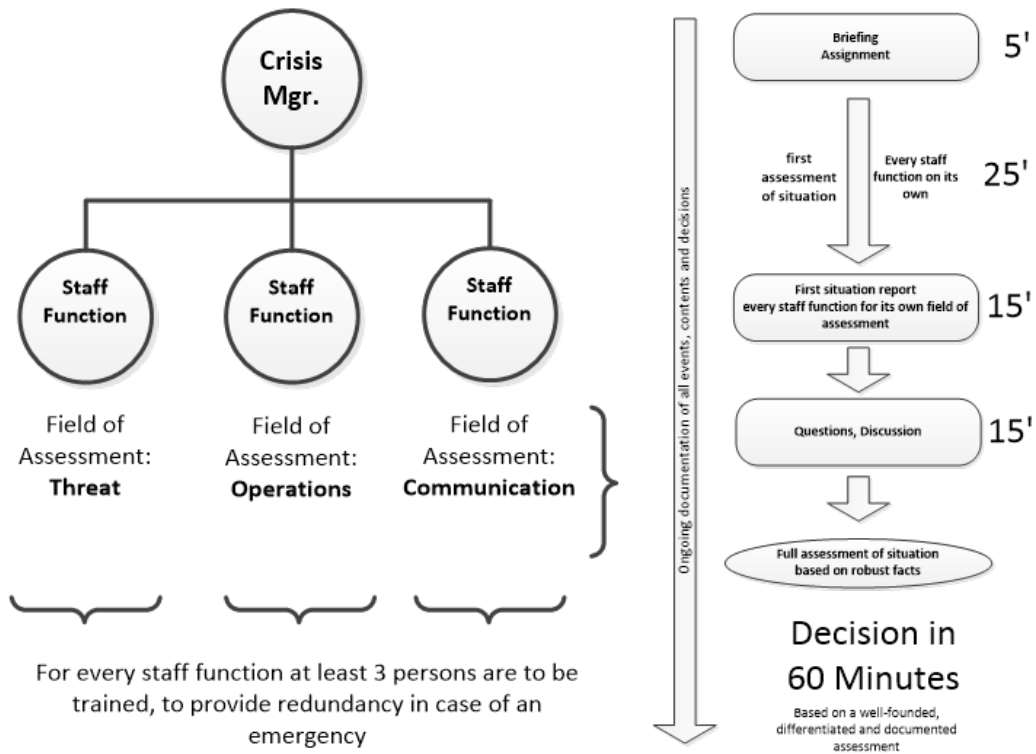 Crisis
Mgr.
Staff
Function
Staff
Function
Staff
Function
Field of
Assessment:
Threat
Field of
Assessment:
Operations
Field of
Assessment:
Communication
For every staff function at least 3 persons are to be
trained, to provide redundancy in case of an
emergency
Ongoing documentation of all events, contents and decisions
Briefing
Assignment
5'
first
assessment
of situation
Every staff
function on its
own
25'
First situation report
every staff function for its own field of
assessment
15'
Questions, Discussion
15'
Full assessment of situation
based on robust facts
Decision in
60 Minutes
Based on a well-founded,
differentiated and documented
assessment